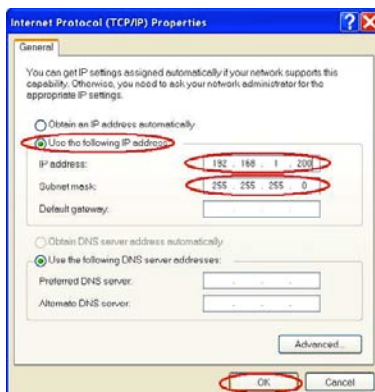 Internet Protocol (TCP/IP) Properties
General
You can get IP settings assigned automatically if your network supports this
capability. Otherwise, you need to ask your network administrator for the
appropriate IP settings.
Obtain an IP address automatically
Use the following IP address:
IP address: 192 . 168 . 1 . 200
Subnet mask: 255 . 255 . 255 . 0
Default gateway: . . .
Obtain DNS server address automatically
Use the following DNS server addresses:
Preferred DNS server: . . .
Alternate DNS server: . . .
Advanced...
OK Cancel